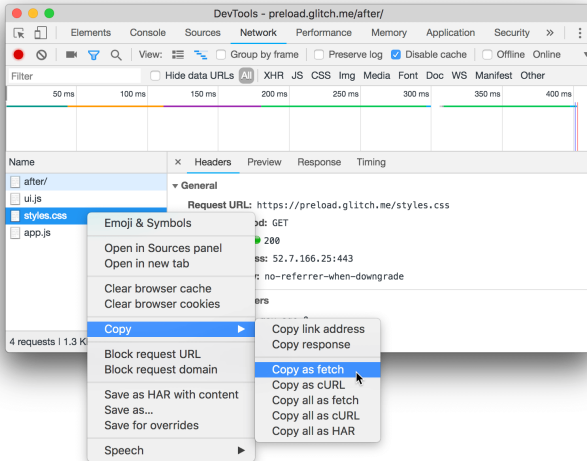 DevTools - preload.glitch.me/after/
Elements Console Sources Network Performance Memory Application Security »
View: Group by frame Preserve log Disable cache Offline Online
Filter Hide data URLs All XHR JS CSS Img Media Font Doc WS Manifest Other
50 ms 100 ms 150 ms 200 ms 250 ms 300 ms 350 ms 400 ms
Name × Headers Preview Response Timing
after/
ui.js
styles.css
app.js
▼ General
Request URL: https://preload.glitch.me/styles.css
od: GET
200
ss: 52.7.166.25:443
no-referrer-when-downgrade
4 requests | 1.3 K
Emoji & Symbols
Open in Sources panel
Open in new tab
Clear browser cache
Clear browser cookies
Copy
Block request URL
Block request domain
Save as HAR with content
Save as...
Save for overrides
Speech
Copy link address
Copy response
Copy as fetch
Copy as cURL
Copy all as fetch
Copy all as cURL
Copy all as HAR